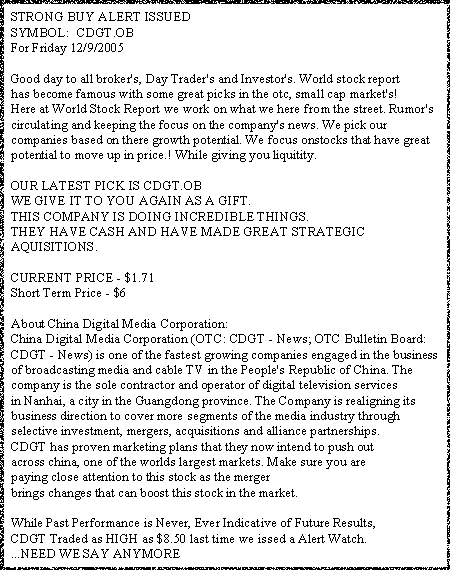 STRONG BUY ALERT ISSUED
SYMBOL:  CDGT.OB
For Friday 12/9/2005
Good day to all broker's, Day Trader's and Investor's. World stock report
has become famous with some great picks in the otc, small cap market's!
Here at World Stock Report we work on what we here from the street. Rumor's
circulating and keeping the focus on the company's news. We pick our
companies based on there growth potential. We focus onstocks that have great
potential to move up in price.! While giving you liquitity.
OUR LATEST PICK IS CDGT.OB
WE GIVE IT TO YOU AGAIN AS A GIFT.
THIS COMPANY IS DOING INCREDIBLE THINGS.
THEY HAVE CASH AND HAVE MADE GREAT STRATEGIC
AQUISITIONS.
CURRENT PRICE - $1.71
Short Term Price - $6
About China Digital Media Corporation:
China Digital Media Corporation (OTC: CDGT - News; OTC Bulletin Board:
CDGT - News) is one of the fastest growing companies engaged in the business
of broadcasting media and cable TV in the People's Republic of China. The
company is the sole contractor and operator of digital television services
in Nanhai, a city in the Guangdong province. The Company is realigning its
business direction to cover more segments of the media industry through
selective investment, mergers, acquisitions and alliance partnerships.
CDGT has proven marketing plans that they now intend to push out
across china, one of the worlds largest markets. Make sure you are
paying close attention to this stock as the merger
brings changes that can boost this stock in the market.
While Past Performance is Never, Ever Indicative of Future Results,
CDGT Traded as HIGH as $8.50 last time we issed a Alert Watch.
...NEED WE SAY ANYMORE